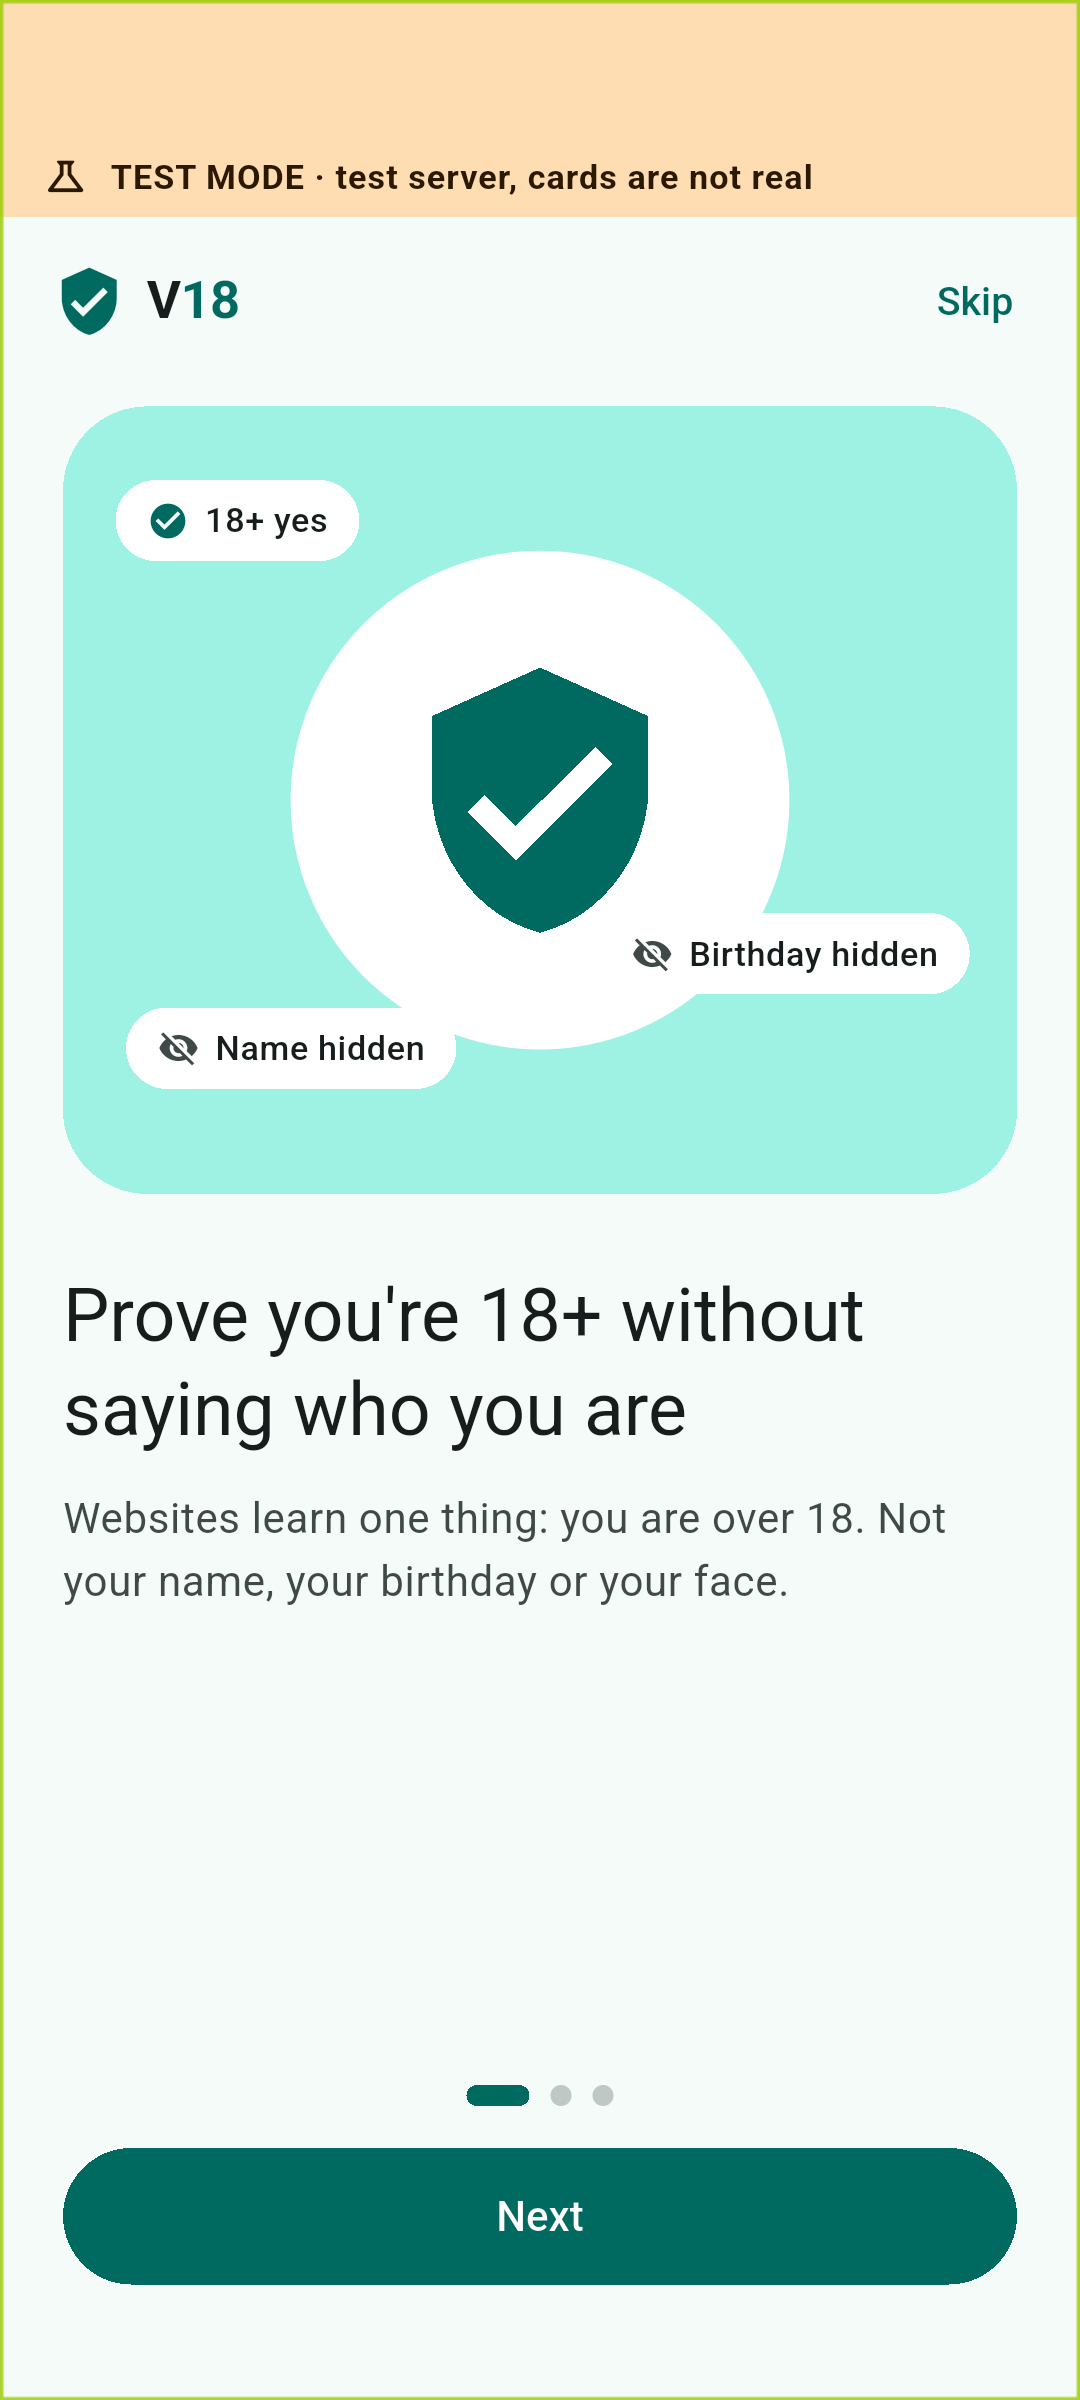 TEST MODE · test server, cards are not real
V18
Skip
18+ yes
Birthday hidden
Name hidden
Prove you're 18+ without
saying who you are
Websites learn one thing: you are over 18. Not
your name, your birthday or your face.
Next